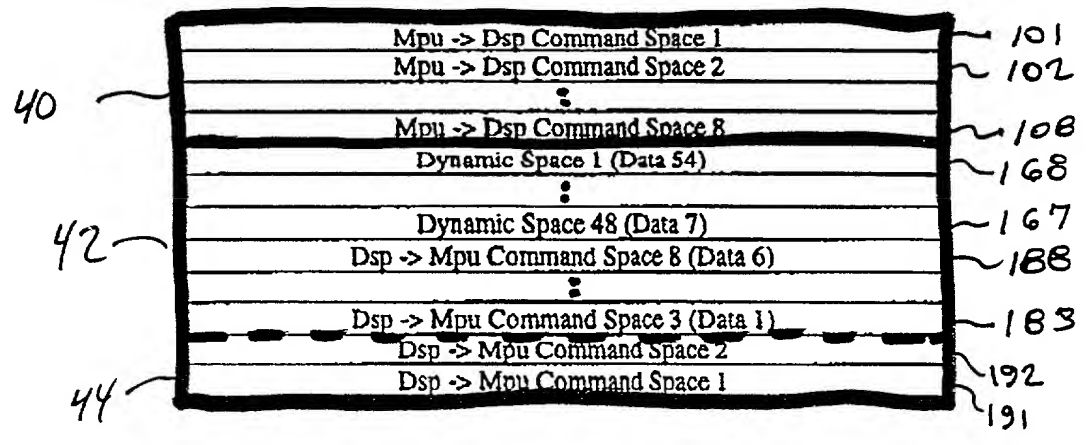 Mpu -> Dsp Command Space 1 101
Mpu -> Dsp Command Space 2 102
40
Mpu -> Dsp Command Space 8 108
Dynamic Space 1 (Data 54) 168
Dynamic Space 48 (Data 7) 167
42
Dsp -> Mpu Command Space 8 (Data 6) 188
Dsp -> Mpu Command Space 3 (Data 1) 183
Dsp -> Mpu Command Space 2 192
44
Dsp -> Mpu Command Space 1 191